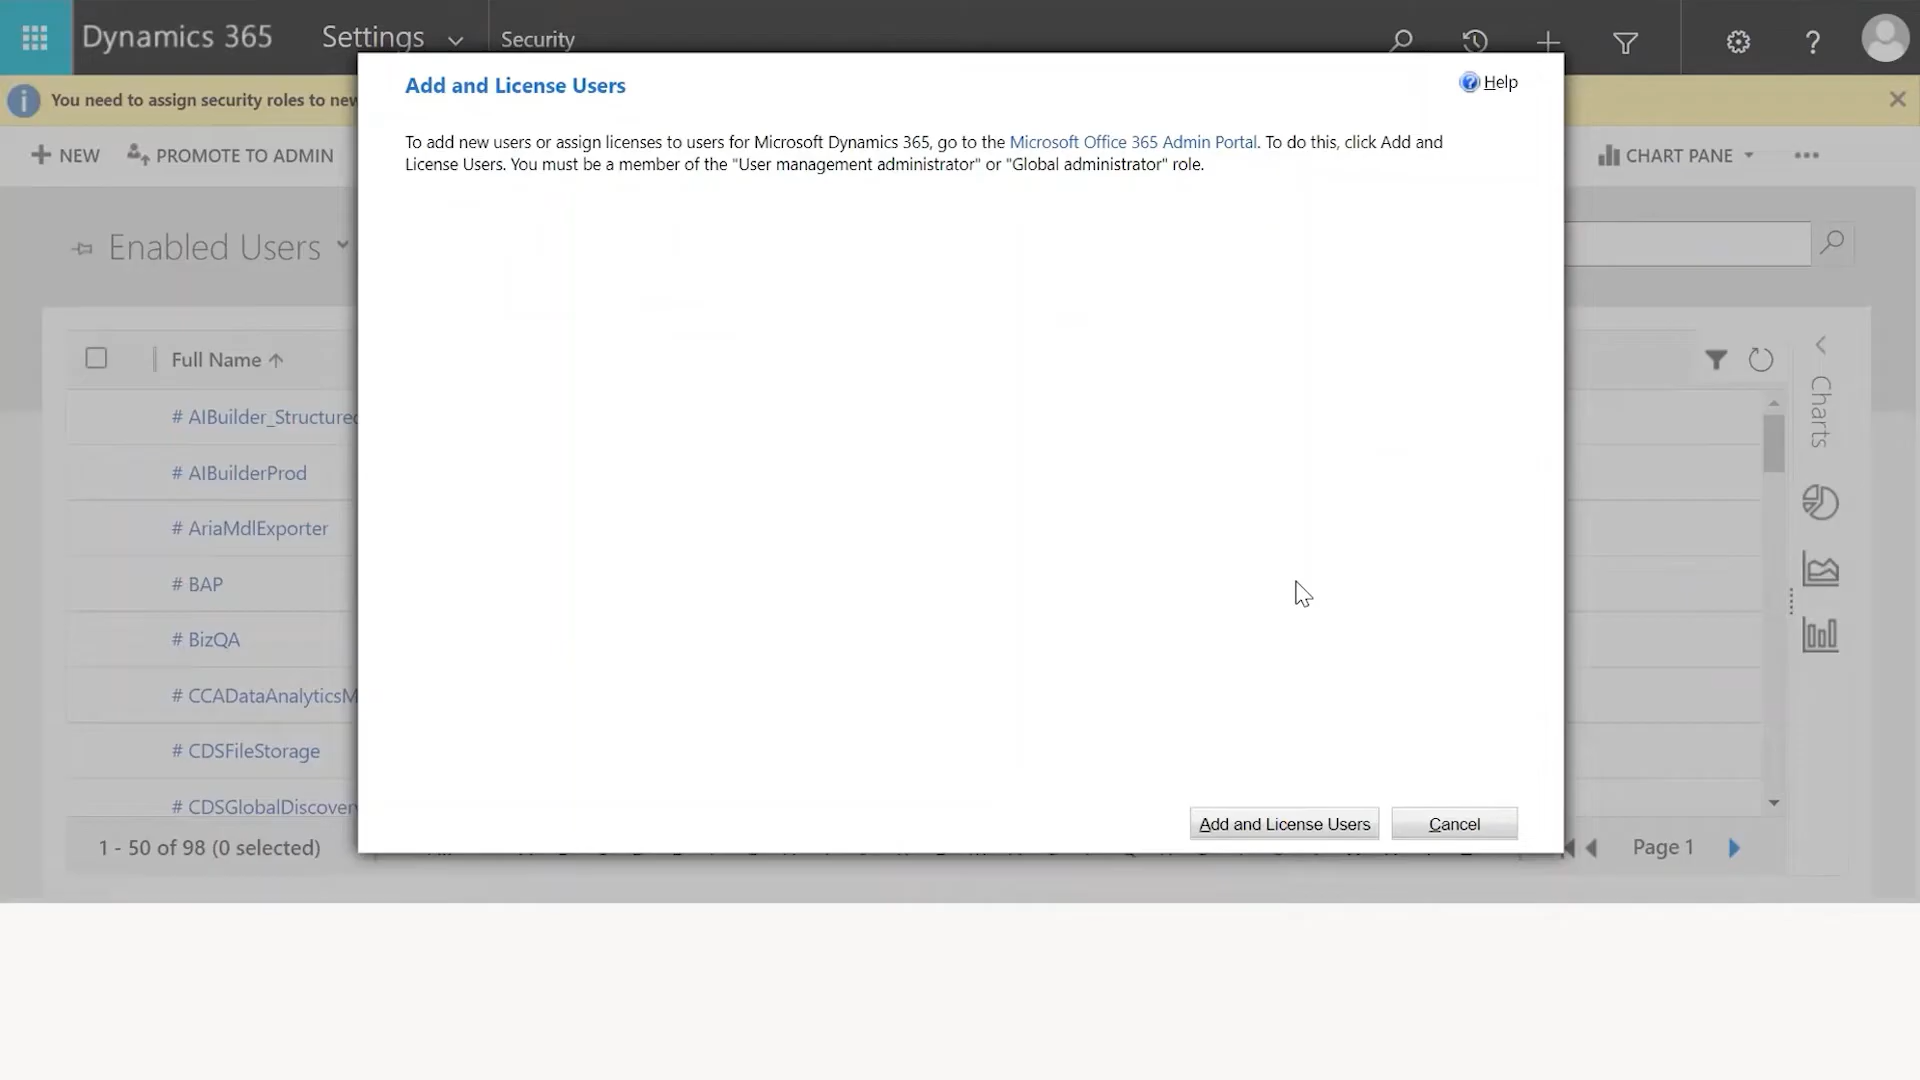 Dynamics 365 Settings Security
Add and License Users
Help
You need to assign security roles to new
To add new users or assign licenses to users for Microsoft Dynamics 365, go to the Microsoft Office 365 Admin Portal. To do this, click Add and
License Users. You must be a member of the "User management administrator" or "Global administrator" role.
NEW PROMOTE TO ADMIN
CHART PANE
Enabled Users
Full Name
# AIBuilder_Structured
# AIBuilderProd
# AriaMdlExporter
# BAP
# BizQA
# CCADataAnalyticsM
# CDSFileStorage
# CDSGlobalDiscover
Charts
Add and License Users Cancel
1 - 50 of 98 (0 selected)
Page 1